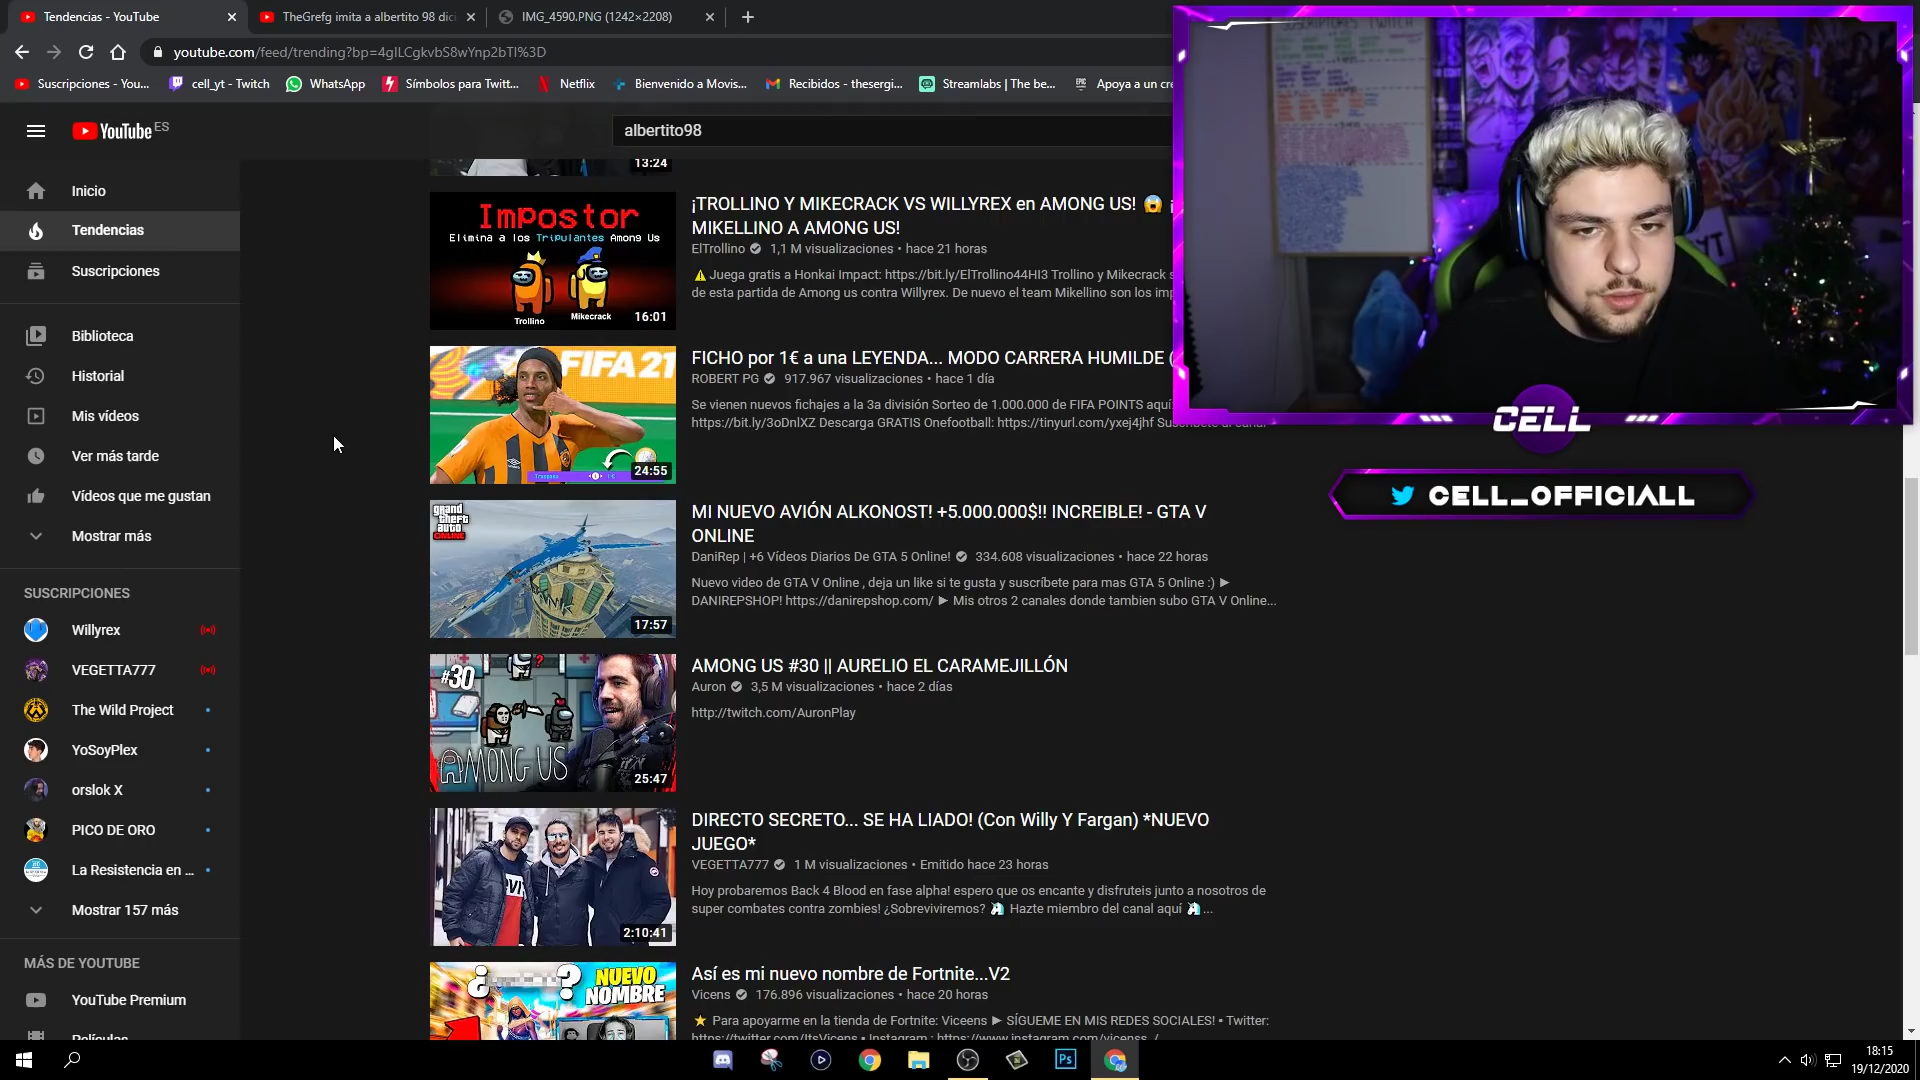 Tendencias - YouTube
TheGrefg imita a albertito 98 dici
IMG_4590.PNG (1242×2208)
youtube.com/feed/trending?bp=4gILCgkvbS8wYnp2bTI%3D
Suscripciones - You...
cell_yt - Twitch
WhatsApp
Símbolos para Twitt...
Netflix
Bienvenido a Movis...
Recibidos - thesergi...
Streamlabs | The be...
EPIC
Apoya a un cre
YouTube ES
albertito98
Inicio
Tendencias
Suscripciones
Biblioteca
Historial
Mis vídeos
Ver más tarde
Vídeos que me gustan
Mostrar más
SUSCRIPCIONES
Willyrex
VEGETTA777
The Wild Project
YoSoyPlex
orslok X
PICO DE ORO
La Resistencia en ...
Mostrar 157 más
MÁS DE YOUTUBE
YouTube Premium
Películas
13:24
Impostor
Elimina a los Tripulantes Among Us
Trollino
Mikecrack
16:01
¡TROLLINO Y MIKECRACK VS WILLYREX en AMONG US! 😱 ¡
MIKELLINO A AMONG US!
ElTrollino 1,1 M visualizaciones • hace 21 horas
⚠Juega gratis a Honkai Impact: https://bit.ly/ElTrollino44HI3 Trollino y Mikecrack s
de esta partida de Among us contra Willyrex. De nuevo el team Mikellino son los imp
FIFA 21
24:55
FICHO por 1€ a una LEYENDA... MODO CARRERA HUMILDE (
ROBERT PG 917.967 visualizaciones • hace 1 día
Se vienen nuevos fichajes a la 3a división Sorteo de 1.000.000 de FIFA POINTS aquí:
https://bit.ly/3oDnlXZ Descarga GRATIS Onefootball: https://tinyurl.com/yxej4jhf Suscríbete al canal
grand
theft
auto
ONLINE
17:57
MI NUEVO AVIÓN ALKONOST! +5.000.000$!! INCREIBLE! - GTA V
ONLINE
DaniRep | +6 Vídeos Diarios De GTA 5 Online! 334.608 visualizaciones • hace 22 horas
Nuevo video de GTA V Online , deja un like si te gusta y suscríbete para mas GTA 5 Online :) ►
DANIREPSHOP! https://danirepshop.com/ ► Mis otros 2 canales donde tambien subo GTA V Online...
#30
AMONG US
25:47
AMONG US #30 || AURELIO EL CARAMEJILLÓN
Auron 3,5 M visualizaciones • hace 2 días
http://twitch.com/AuronPlay
2:10:41
DIRECTO SECRETO... SE HA LIADO! (Con Willy Y Fargan) *NUEVO
JUEGO*
VEGETTA777 1 M visualizaciones • Emitido hace 23 horas
Hoy probaremos Back 4 Blood en fase alpha! espero que os encante y disfruteis junto a nosotros de
super combates contra zombies! ¿Sobreviviremos? 🦄 Hazte miembro del canal aquí 🦄...
¿ ? NUEVO
NOMBRE
Así es mi nuevo nombre de Fortnite...V2
Vicens 176.896 visualizaciones • hace 20 horas
⭐ Para apoyarme en la tienda de Fortnite: Viceens ► SÍGUEME EN MIS REDES SOCIALES! • Twitter:
https://twitter.com/ItsVicens • Instagram : https://www.instagram.com/vicenss_/
CELL
CELL_OFFICIALL
Ps
18:15
19/12/2020